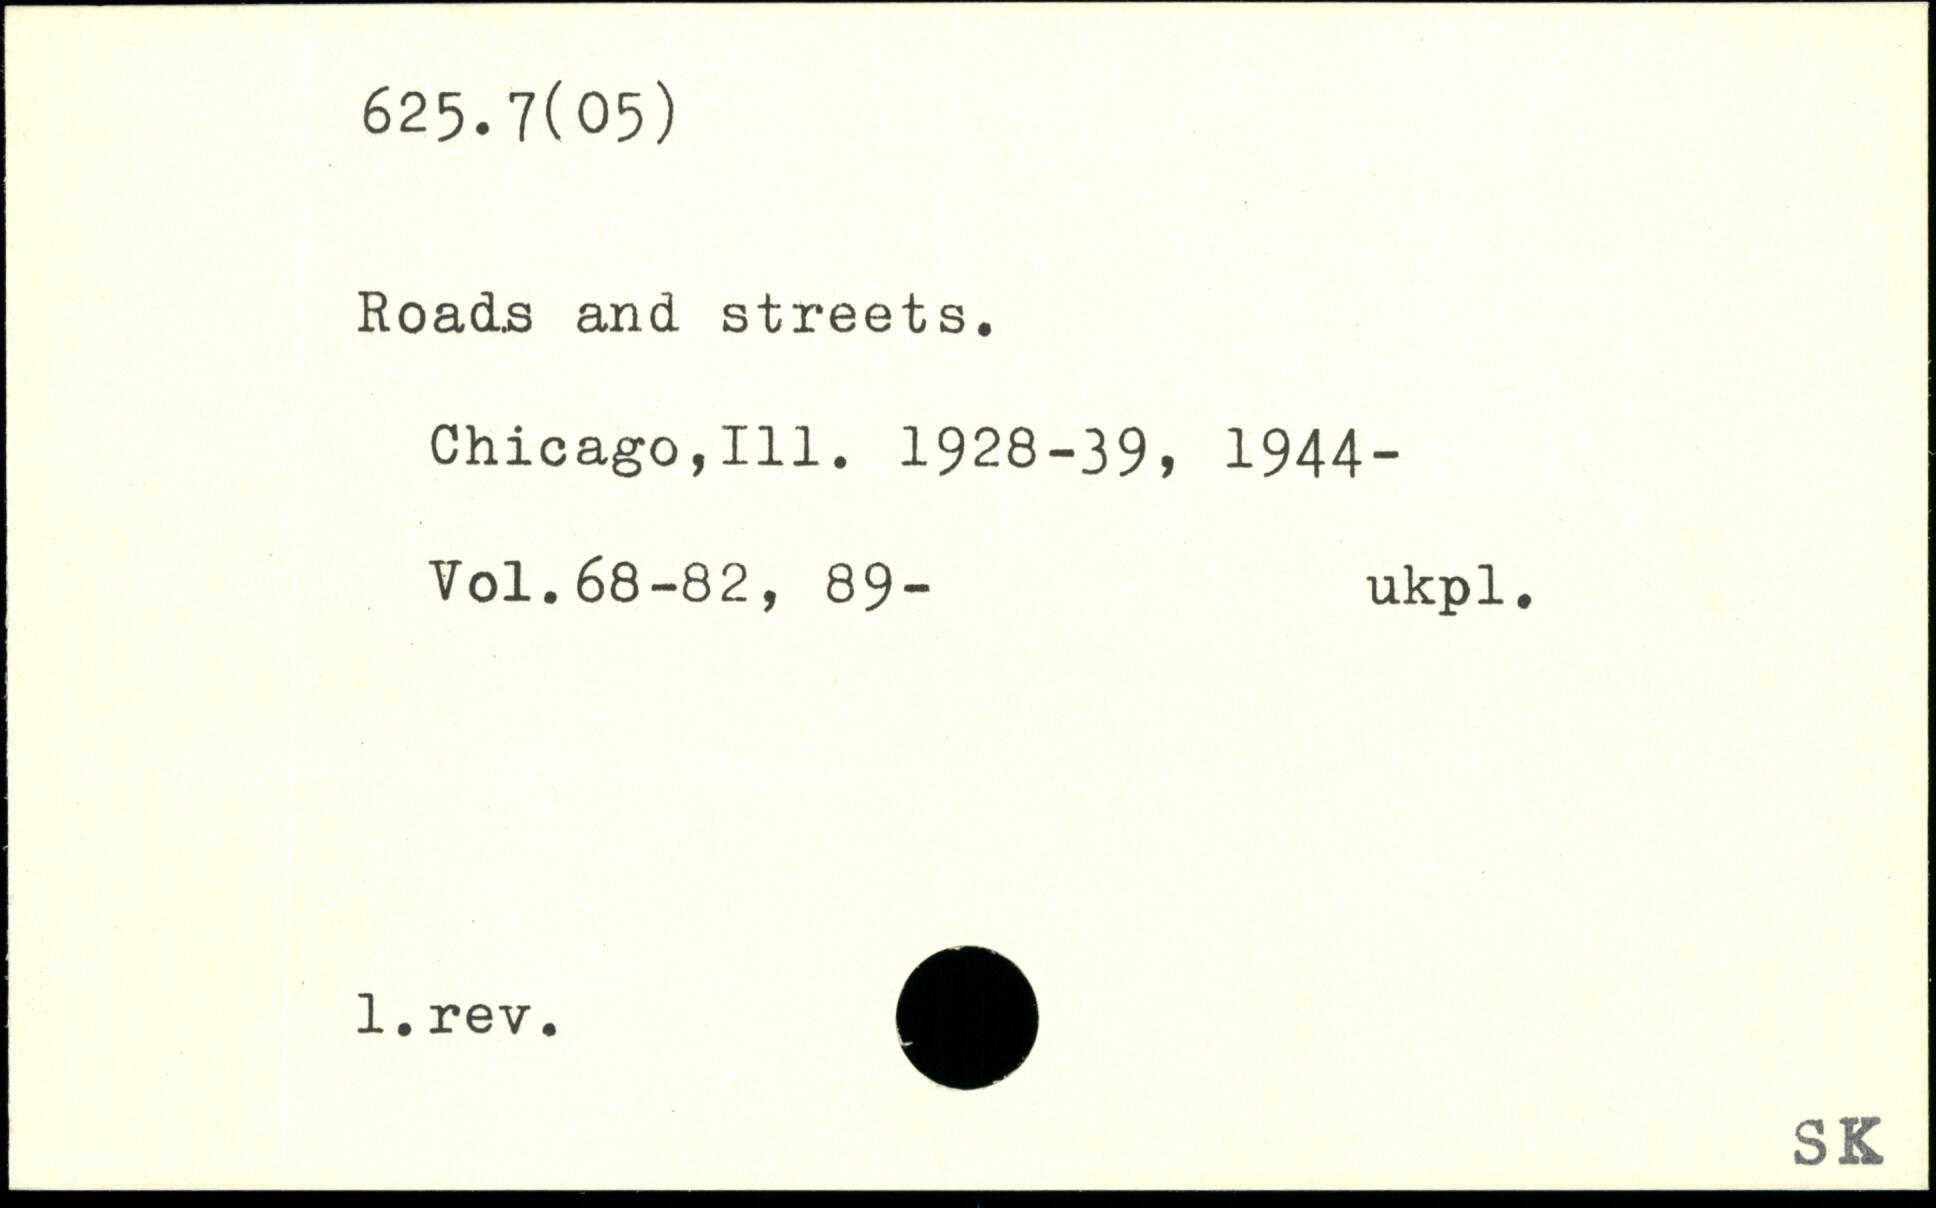 625.7(05)
Roads and streets.
Chicago,Ill. 1928-39, 1944-
Vol.68-82, 89- ukpl.
l.rev.
SK